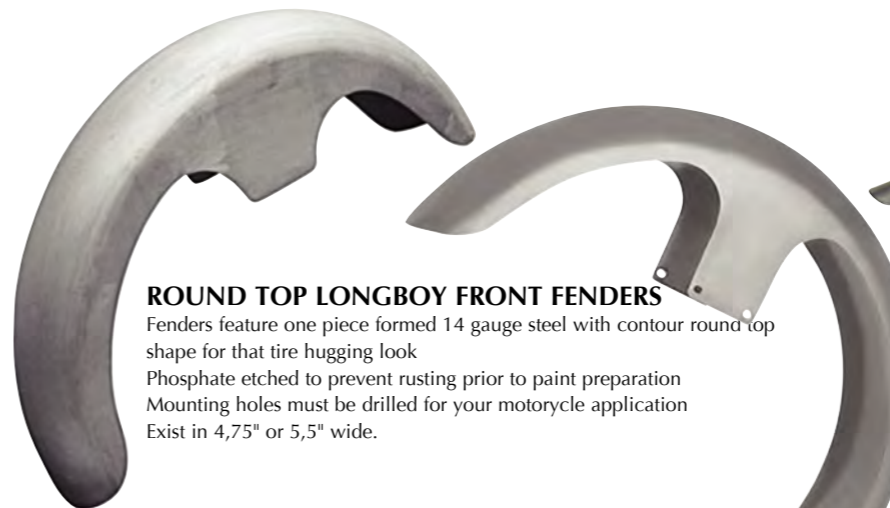 ROUND TOP LONGBOY FRONT FENDERS
Fenders feature one piece formed 14 gauge steel with contour round top
shape for that tire hugging look
Phosphate etched to prevent rusting prior to paint preparation
Mounting holes must be drilled for your motorycle application
Exist in 4,75" or 5,5" wide.